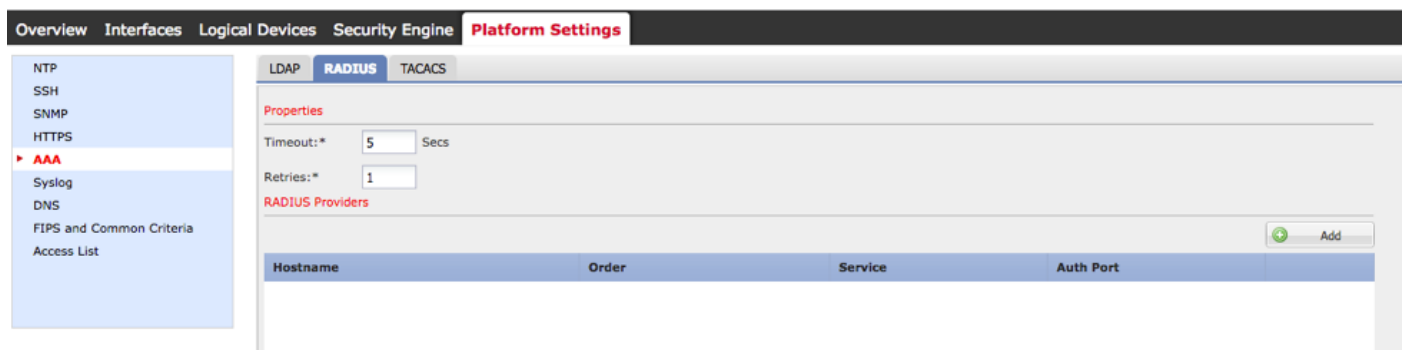 Overview Interfaces Logical Devices Security Engine Platform Settings
NTP
SSH
SNMP
HTTPS
AAA
Syslog
DNS
FIPS and Common Criteria
Access List
LDAP RADIUS TACACS
Properties
Timeout:* 5 Secs
Retries:* 1
RADIUS Providers
Add
Hostname Order Service Auth Port